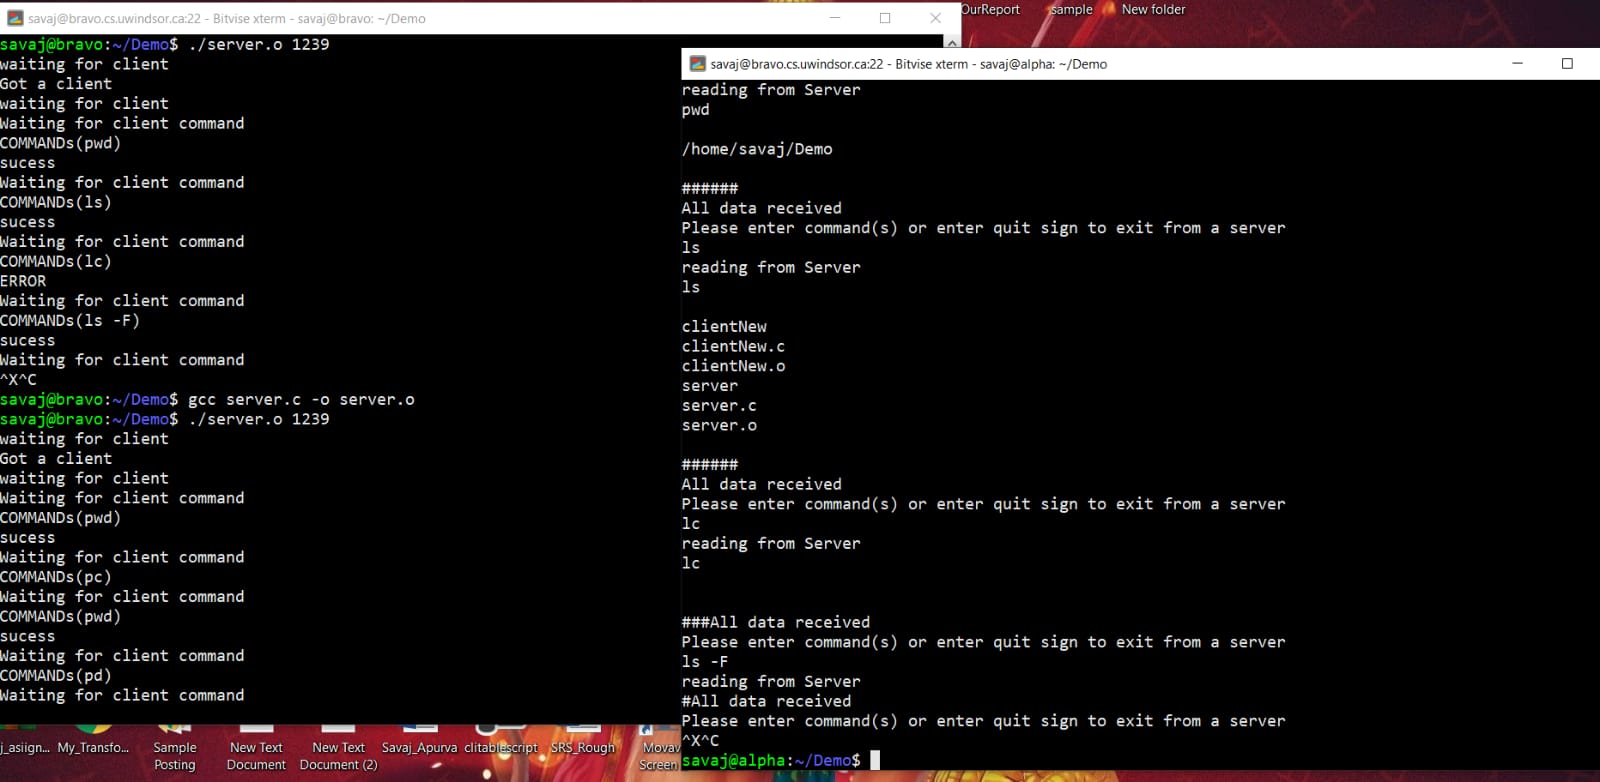 savaj@bravo.cs.uwindsor.ca:22 - Bitvise xterm - savaj@bravo: ~/Demo
savaj@bravo:~/Demo$ ./server.o 1239
waiting for client
Got a client
waiting for client
Waiting for client command
COMMANDs(pwd)
sucess
Waiting for client command
COMMANDs(ls)
sucess
Waiting for client command
COMMANDs(lc)
ERROR
Waiting for client command
COMMANDs(ls -F)
sucess
Waiting for client command
^X^C
savaj@bravo:~/Demo$ gcc server.c -o server.o
savaj@bravo:~/Demo$ ./server.o 1239
waiting for client
Got a client
waiting for client
Waiting for client command
COMMANDs(pwd)
sucess
Waiting for client command
COMMANDs(pc)
Waiting for client command
COMMANDs(pwd)
sucess
Waiting for client command
COMMANDs(pd)
Waiting for client command
OurReport
sample
New folder
savaj@bravo.cs.uwindsor.ca:22 - Bitvise xterm - savaj@alpha: ~/Demo
reading from Server
pwd
/home/savaj/Demo
######
All data received
Please enter command(s) or enter quit sign to exit from a server
ls
reading from Server
ls
clientNew
clientNew.c
clientNew.o
server
server.c
server.o
######
All data received
Please enter command(s) or enter quit sign to exit from a server
lc
reading from Server
lc
###All data received
Please enter command(s) or enter quit sign to exit from a server
ls -F
reading from Server
#All data received
Please enter command(s) or enter quit sign to exit from a server
^X^C
savaj@alpha:~/Demo$
j_asiign...
My_Transfo...
Sample
Posting
New Text
Document
New Text
Document (2)
Savaj_Apurva
clitablescript
SRS_Rough
Movav
Screen